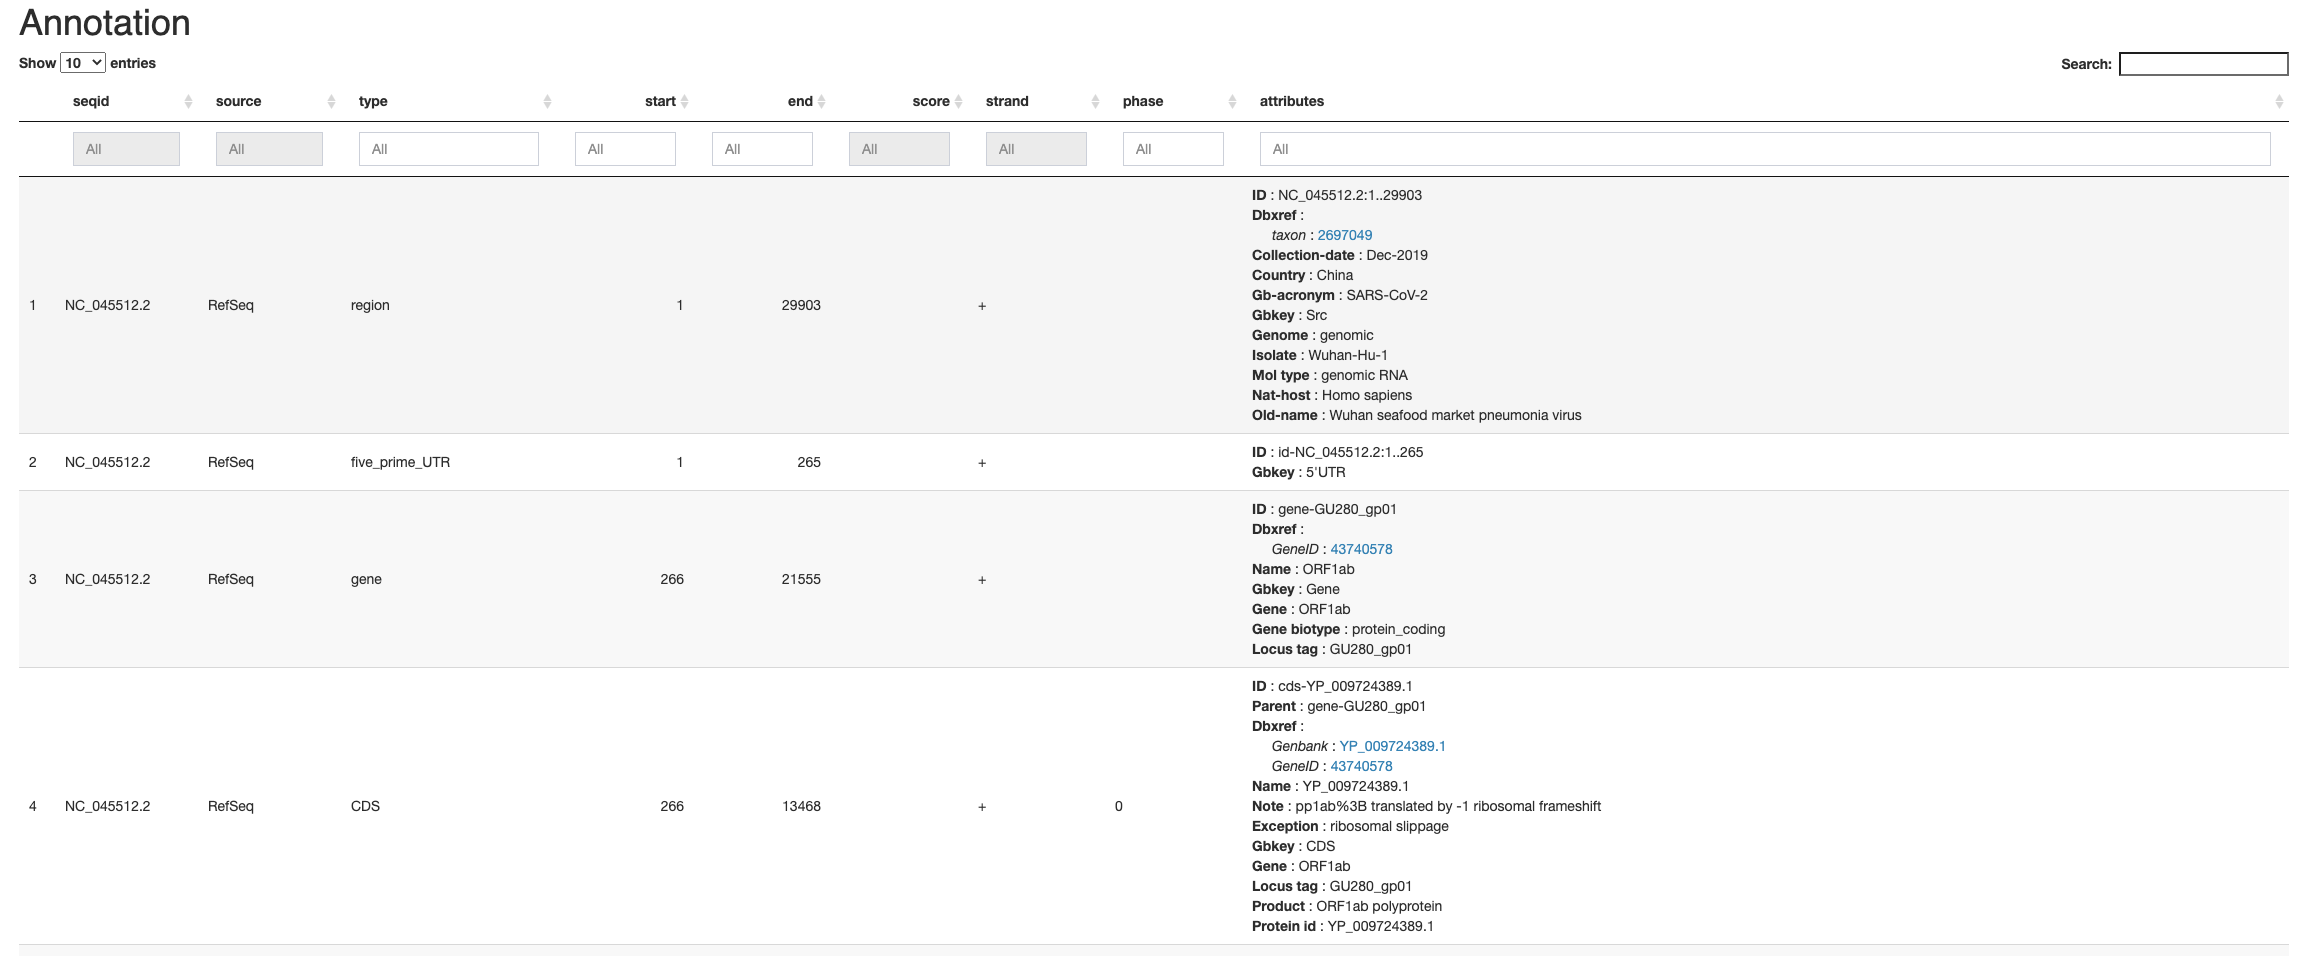 Annotation
Show 10 entries
Search:
seqid source type start end score strand phase attributes
All All All All All All All All All
1 NC_045512.2 RefSeq region 1 29903 +
ID : NC_045512.2:1..29903
Dbxref :
taxon : 2697049
Collection-date : Dec-2019
Country : China
Gb-acronym : SARS-CoV-2
Gbkey : Src
Genome : genomic
Isolate : Wuhan-Hu-1
Mol type : genomic RNA
Nat-host : Homo sapiens
Old-name : Wuhan seafood market pneumonia virus
2 NC_045512.2 RefSeq five_prime_UTR 1 265 +
ID : id-NC_045512.2:1..265
Gbkey : 5'UTR
3 NC_045512.2 RefSeq gene 266 21555 +
ID : gene-GU280_gp01
Dbxref :
GeneID : 43740578
Name : ORF1ab
Gbkey : Gene
Gene : ORF1ab
Gene biotype : protein_coding
Locus tag : GU280_gp01
4 NC_045512.2 RefSeq CDS 266 13468 + 0
ID : cds-YP_009724389.1
Parent : gene-GU280_gp01
Dbxref :
Genbank : YP_009724389.1
GeneID : 43740578
Name : YP_009724389.1
Note : pp1ab%3B translated by -1 ribosomal frameshift
Exception : ribosomal slippage
Gbkey : CDS
Gene : ORF1ab
Locus tag : GU280_gp01
Product : ORF1ab polyprotein
Protein id : YP_009724389.1